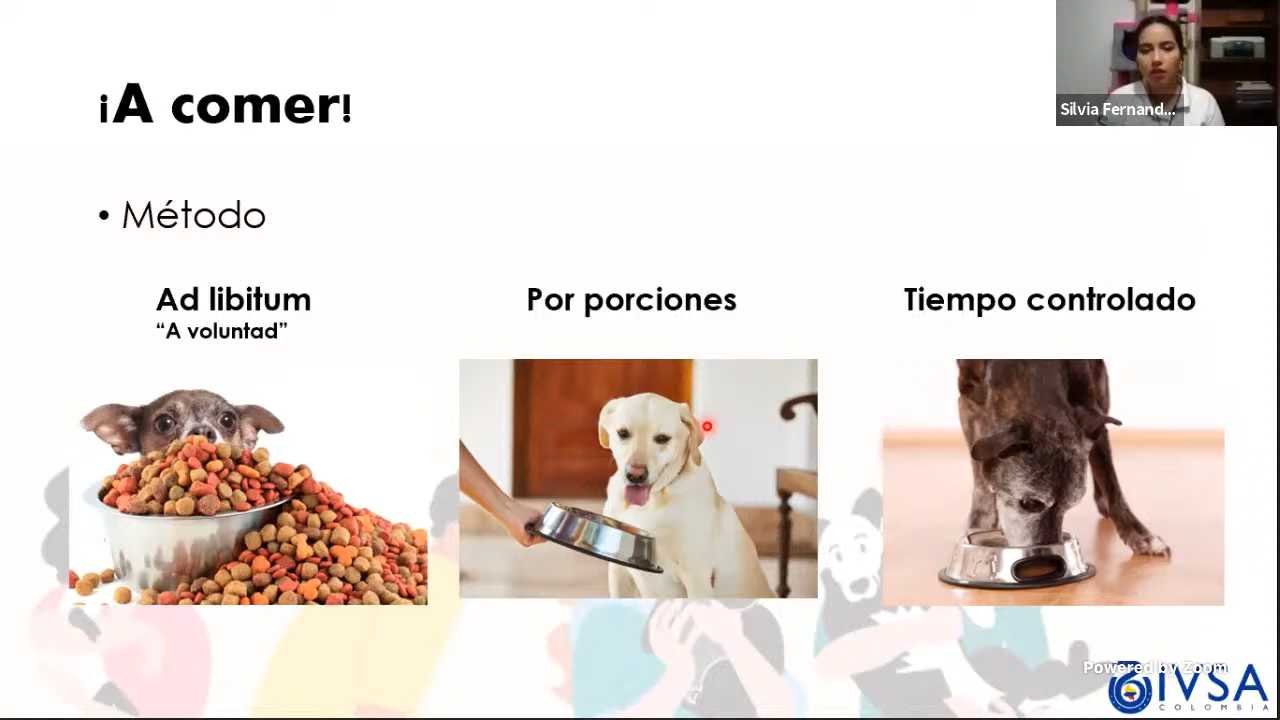 Silvia Fernand...
¡A comer!
• Método
Ad libitum
“A voluntad”
Por porciones
Tiempo controlado
Powered by Zoom
IVSA
COLOMBIA